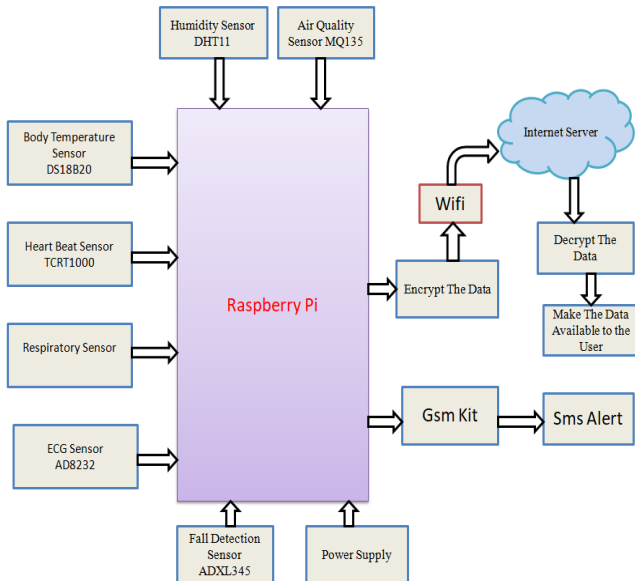 Humidity Sensor
DHT11
Air Quality
Sensor MQ135
Body Temperature
Sensor
DS18B20
Heart Beat Sensor
TCRT1000
Respiratory Sensor
ECG Sensor
AD8232
Raspberry Pi
Fall Detection
Sensor
ADXL345
Power Supply
Encrypt The Data
Wifi
Internet Server
Decrypt The
Data
Make The Data
Available to the
User
Gsm Kit
Sms Alert